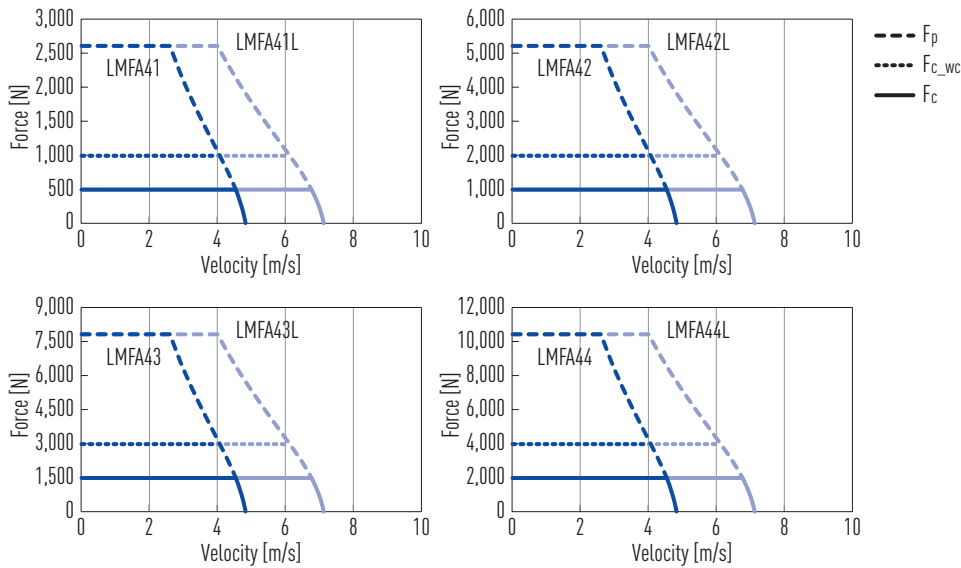 3,000
2,500
2,000
1,500
1,000
500
0
Force [N]
LMFA41
LMFA41L
0 2 4 6 8 10
Velocity [m/s]
6,000
5,000
4,000
3,000
2,000
1,000
0
Force [N]
LMFA42
LMFA42L
0 2 4 6 8 10
Velocity [m/s]
Fp
Fc_wc
Fc
9,000
7,500
6,000
4,500
3,000
1,500
0
Force [N]
LMFA43
LMFA43L
0 2 4 6 8 10
Velocity [m/s]
12,000
10,000
8,000
6,000
4,000
2,000
0
Force [N]
LMFA44
LMFA44L
0 2 4 6 8 10
Velocity [m/s]